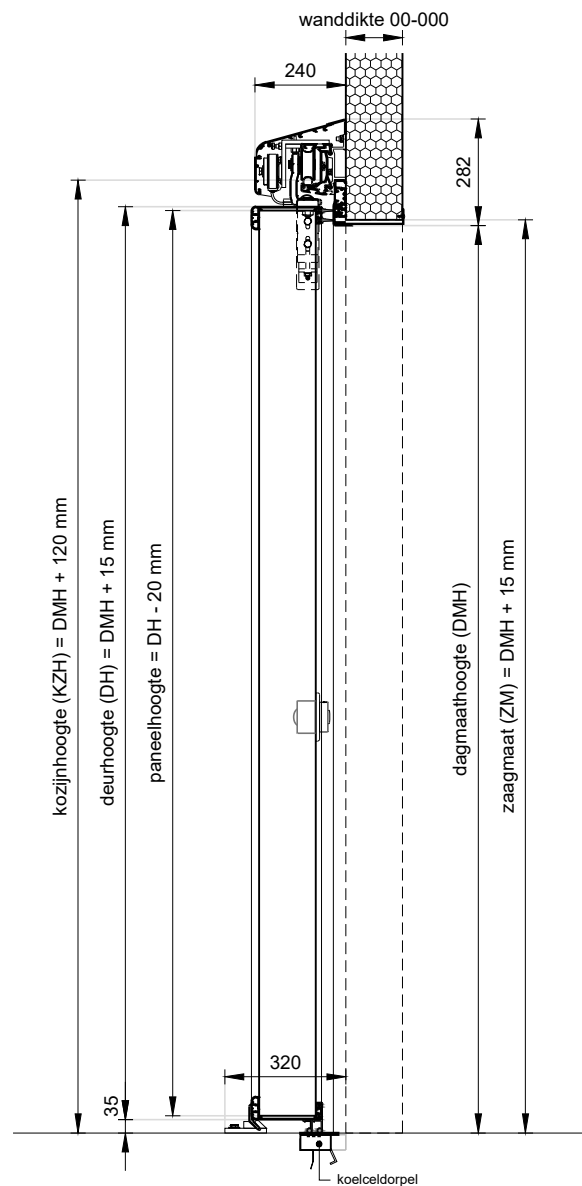 wanddikte 00-000
240
282
kozijnhoogte (KZH) = DMH + 120 mm
deurhoogte (DH) = DMH + 15 mm
paneelhoogte = DH - 20 mm
dagmaathoogte (DMH)
zaagmaat (ZM) = DMH + 15 mm
320
35
koelceldorpel